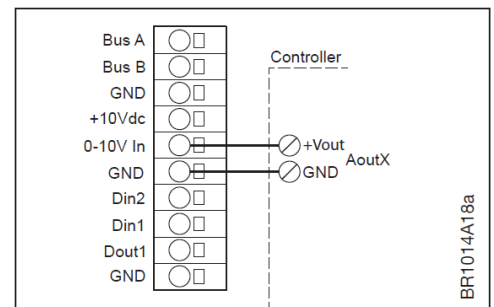 Bus A
Bus B
GND
+10Vdc
0-10V In
GND
Din2
Din1
Dout1
GND
Controller
+Vout
GND
AoutX
BR1014A18a